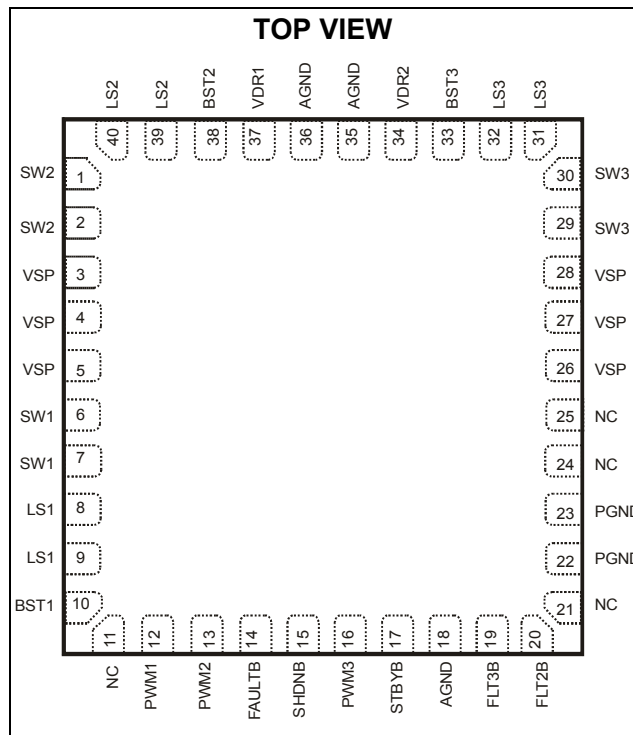 TOP VIEW
LS2
LS2
BST2
VDR1
AGND
AGND
VDR2
BST3
LS3
LS3
40
39
38
37
36
35
34
33
32
31
SW2 1
30 SW3
SW2 2
29 SW3
VSP 3
28 VSP
VSP 4
27 VSP
VSP 5
26 VSP
SW1 6
25 NC
SW1 7
24 NC
LS1 8
23 PGND
LS1 9
22 PGND
BST1 10
21 NC
11
12
13
14
15
16
17
18
19
20
NC
PWM1
PWM2
FAULTB
SHDNB
PWM3
STBYB
AGND
FLT3B
FLT2B